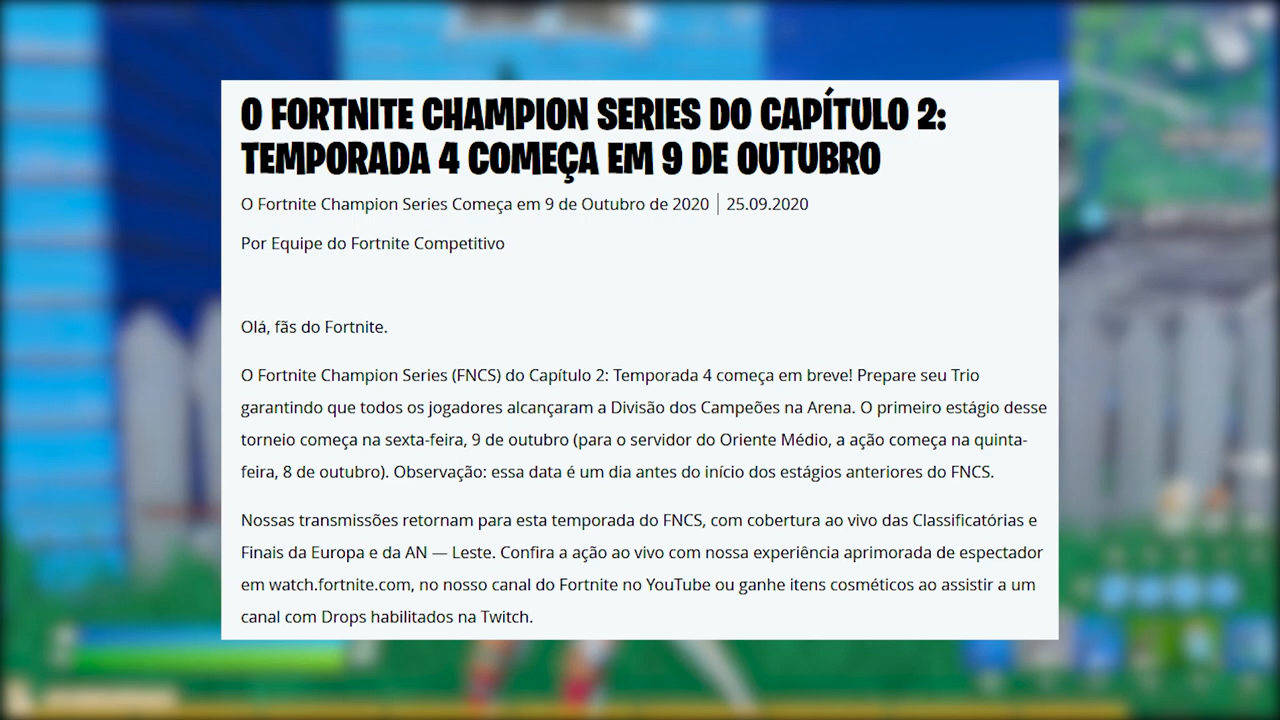 O FORTNITE CHAMPION SERIES DO CAPÍTULO 2:
TEMPORADA 4 COMEÇA EM 9 DE OUTUBRO
O Fortnite Champion Series Começa em 9 de Outubro de 2020 | 25.09.2020
Por Equipe do Fortnite Competitivo
Olá, fãs do Fortnite.
O Fortnite Champion Series (FNCS) do Capítulo 2: Temporada 4 começa em breve! Prepare seu Trio
garantindo que todos os jogadores alcançaram a Divisão dos Campeões na Arena. O primeiro estágio desse
torneio começa na sexta-feira, 9 de outubro (para o servidor do Oriente Médio, a ação começa na quinta-
feira, 8 de outubro). Observação: essa data é um dia antes do início dos estágios anteriores do FNCS.
Nossas transmissões retornam para esta temporada do FNCS, com cobertura ao vivo das Classificatórias e
Finais da Europa e da AN — Leste. Confira a ação ao vivo com nossa experiência aprimorada de espectador
em watch.fortnite.com, no nosso canal do Fortnite no YouTube ou ganhe itens cosméticos ao assistir a um
canal com Drops habilitados na Twitch.